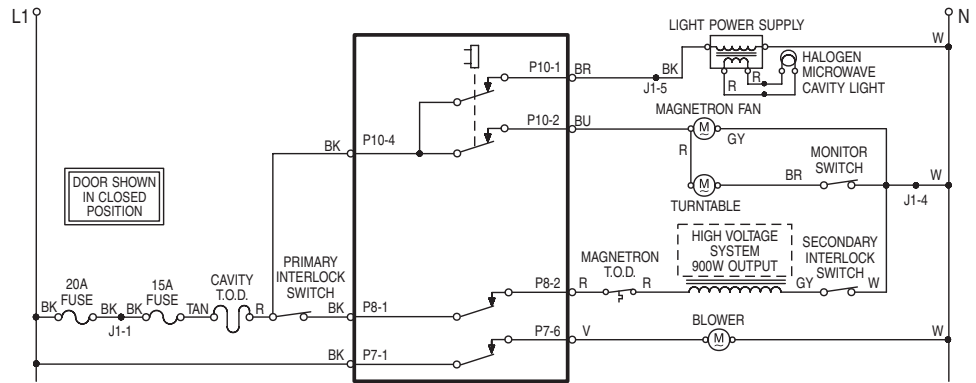 L1
N
LIGHT POWER SUPPLY
W
HALOGEN
MICROWAVE
CAVITY LIGHT
P10-1
BR
BK
J1-5
R
R
MAGNETRON FAN
P10-2
BU
M
GY
R
BK
P10-4
MONITOR
SWITCH
BR
W
J1-4
M
TURNTABLE
DOOR SHOWN
IN CLOSED
POSITION
HIGH VOLTAGE
SYSTEM
900W OUTPUT
SECONDARY
INTERLOCK
SWITCH
MAGNETRON
T.O.D.
PRIMARY
INTERLOCK
SWITCH
CAVITY
T.O.D.
20A
FUSE
15A
FUSE
P8-2
R
R
GY
W
BK
BK
J1-1
BK
TAN
R
BK
P8-1
BLOWER
P7-6
V
M
W
BK
P7-1